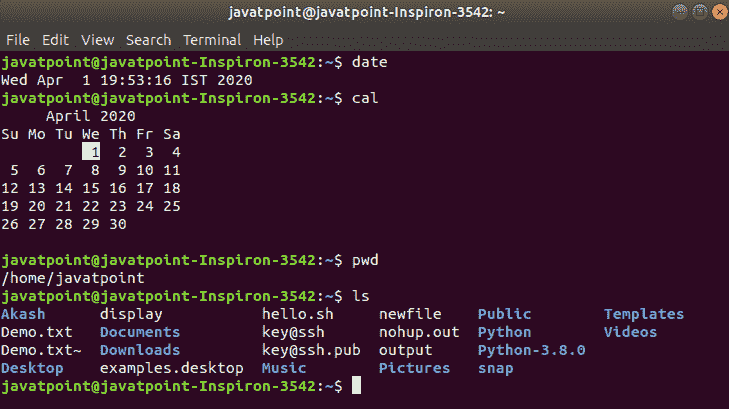 javatpoint@javatpoint-Inspiron-3542: ~
File Edit View Search Terminal Help
javatpoint@javatpoint-Inspiron-3542:~$ date
Wed Apr  1 19:53:16 IST 2020
javatpoint@javatpoint-Inspiron-3542:~$ cal
     April 2020
Su Mo Tu We Th Fr Sa
          1  2  3  4
 5  6  7  8  9 10 11
12 13 14 15 16 17 18
19 20 21 22 23 24 25
26 27 28 29 30
javatpoint@javatpoint-Inspiron-3542:~$ pwd
/home/javatpoint
javatpoint@javatpoint-Inspiron-3542:~$ ls
Akash      display           hello.sh     newfile    Public        Templates
Demo.txt   Documents         key@ssh      nohup.out  Python        Videos
Demo.txt~  Downloads         key@ssh.pub  output     Python-3.8.0
Desktop    examples.desktop  Music        Pictures   snap
javatpoint@javatpoint-Inspiron-3542:~$